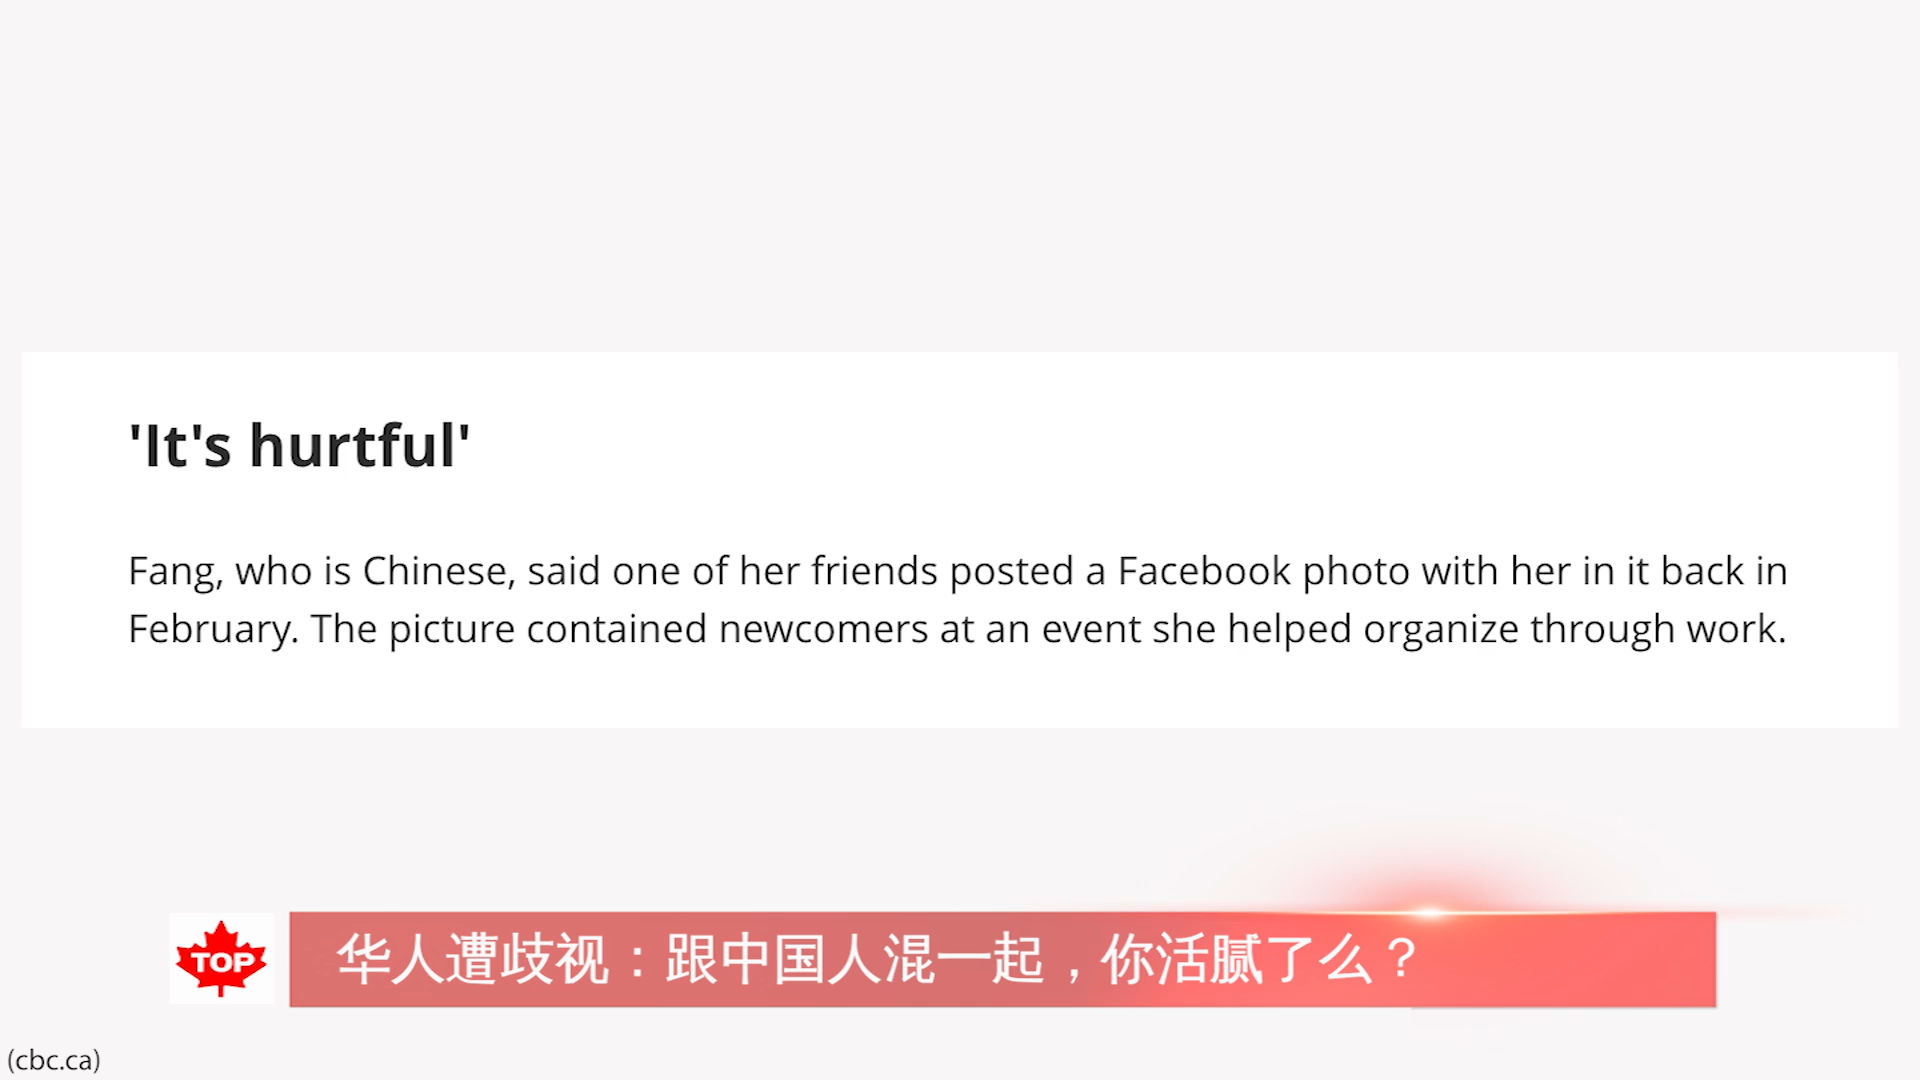 'It's hurtful'
Fang, who is Chinese, said one of her friends posted a Facebook photo with her in it back in
February. The picture contained newcomers at an event she helped organize through work.
TOP
华人遭歧视：跟中国人混一起，你活腻了么？
(cbc.ca)